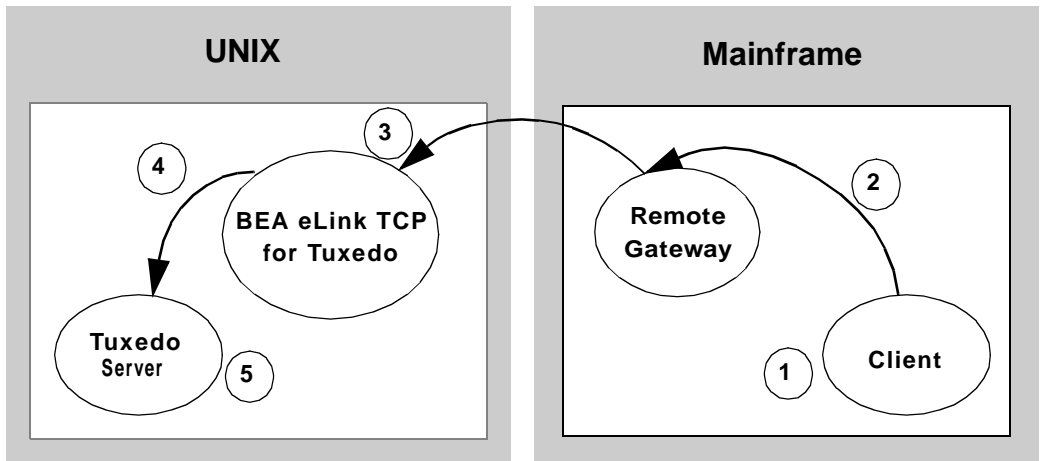 UNIX
Mainframe
3
4
2
BEA eLink TCP
for Tuxedo
Remote
Gateway
Tuxedo
Server
5
1
Client